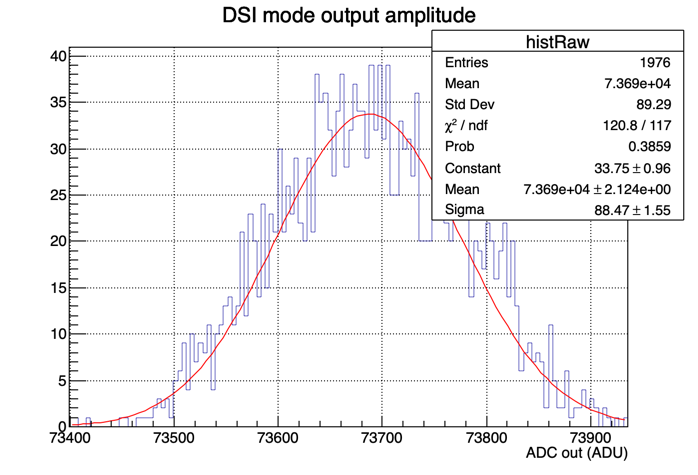 DSI mode output amplitude
histRaw
Entries 1976
Mean 7.369e+04
Std Dev 89.29
χ² / ndf 120.8 / 117
Prob 0.3859
Constant 33.75 ± 0.96
Mean 7.369e+04 ± 2.124e+00
Sigma 88.47 ± 1.55
40
35
30
25
20
15
10
5
0
73400 73500 73600 73700 73800 73900
ADC out (ADU)